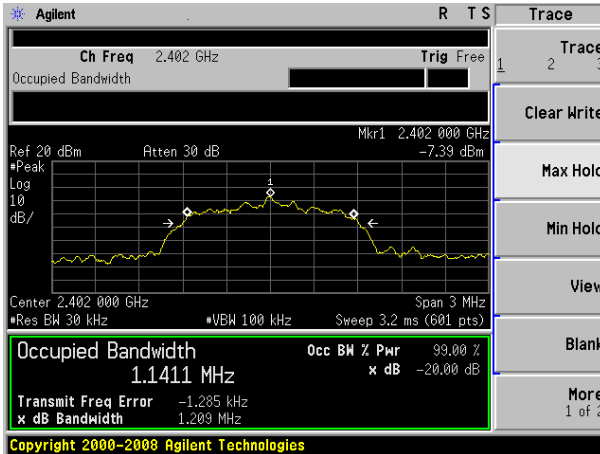 Agilent R T S Trace
Ch Freq 2.402 GHz Trig Free
Occupied Bandwidth
Trace
1 2 3
Clear Write
Max Hold
Min Hold
View
Blank
More
1 of 2
Mkr1 2.402 000 GHz
Ref 20 dBm Atten 30 dB -7.39 dBm
#Peak
Log
10
dB/
1
Center 2.402 000 GHz Span 3 MHz
#Res BW 30 kHz #VBW 100 kHz Sweep 3.2 ms (601 pts)
Occupied Bandwidth Occ BW % Pwr 99.00 %
1.1411 MHz x dB -20.00 dB
Transmit Freq Error -1.285 kHz
x dB Bandwidth 1.209 MHz
Copyright 2000-2008 Agilent Technologies